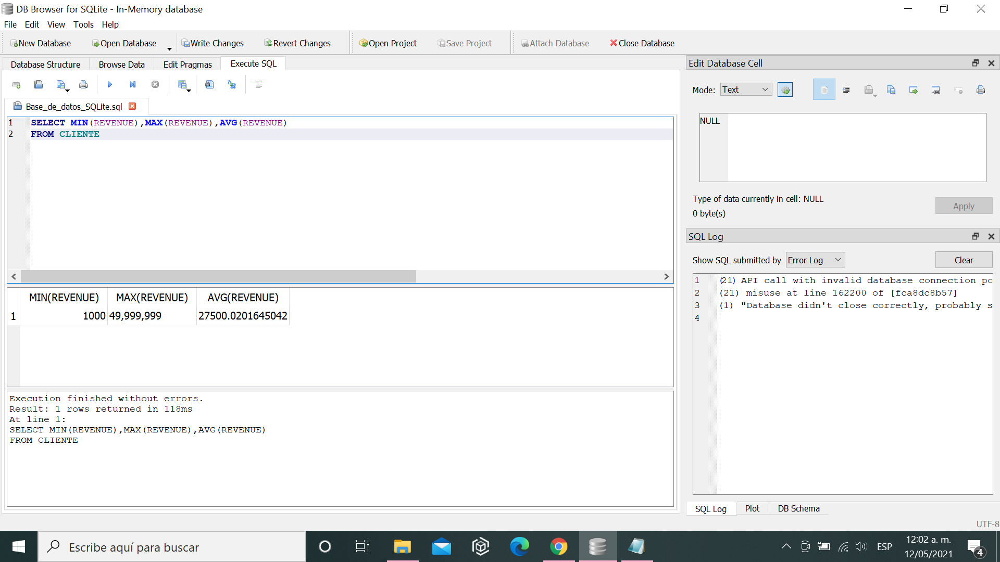 DB Browser for SQLite - In-Memory database
File Edit View Tools Help
New Database Open Database Write Changes Revert Changes Open Project Save Project Attach Database Close Database
Database Structure Browse Data Edit Pragmas Execute SQL
Base_de_datos_SQLite.sql
1 SELECT MIN(REVENUE),MAX(REVENUE),AVG(REVENUE)
2 FROM CLIENTE
MIN(REVENUE) MAX(REVENUE) AVG(REVENUE)
1 1000 49,999,999 27500.0201645042
Execution finished without errors.
Result: 1 rows returned in 118ms
At line 1:
SELECT MIN(REVENUE),MAX(REVENUE),AVG(REVENUE)
FROM CLIENTE
Edit Database Cell
Mode: Text
NULL
Type of data currently in cell: NULL
0 byte(s)
Apply
SQL Log
Show SQL submitted by Error Log Clear
1 (21) API call with invalid database connection po
2 (21) misuse at line 162200 of [fca8dc8b57]
3 (1) "Database didn't close correctly, probably s
4
SQL Log Plot DB Schema
UTF-8
Escribe aquí para buscar
ESP
12:02 a. m.
12/05/2021
4